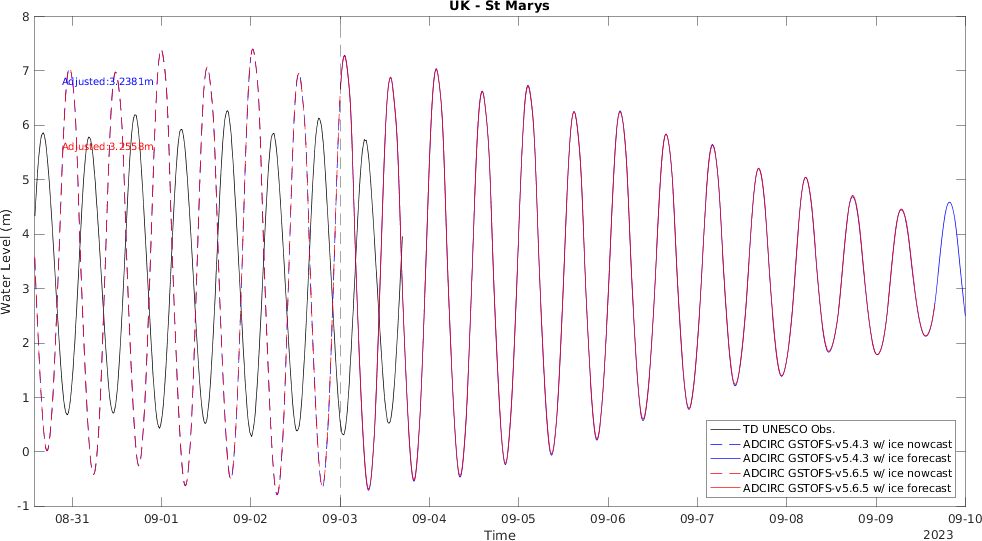 UK - St Marys
8
7
6
5
4
3
2
1
0
-1
Water Level (m)
Adjusted:3.2381m
Adjusted:3.2558m
TD UNESCO Obs.
ADCIRC GSTOFS-v5.4.3 w/ ice nowcast
ADCIRC GSTOFS-v5.4.3 w/ ice forecast
ADCIRC GSTOFS-v5.6.5 w/ ice nowcast
ADCIRC GSTOFS-v5.6.5 w/ ice forecast
08-31 09-01 09-02 09-03 09-04 09-05 09-06 09-07 09-08 09-09 09-10
Time
2023